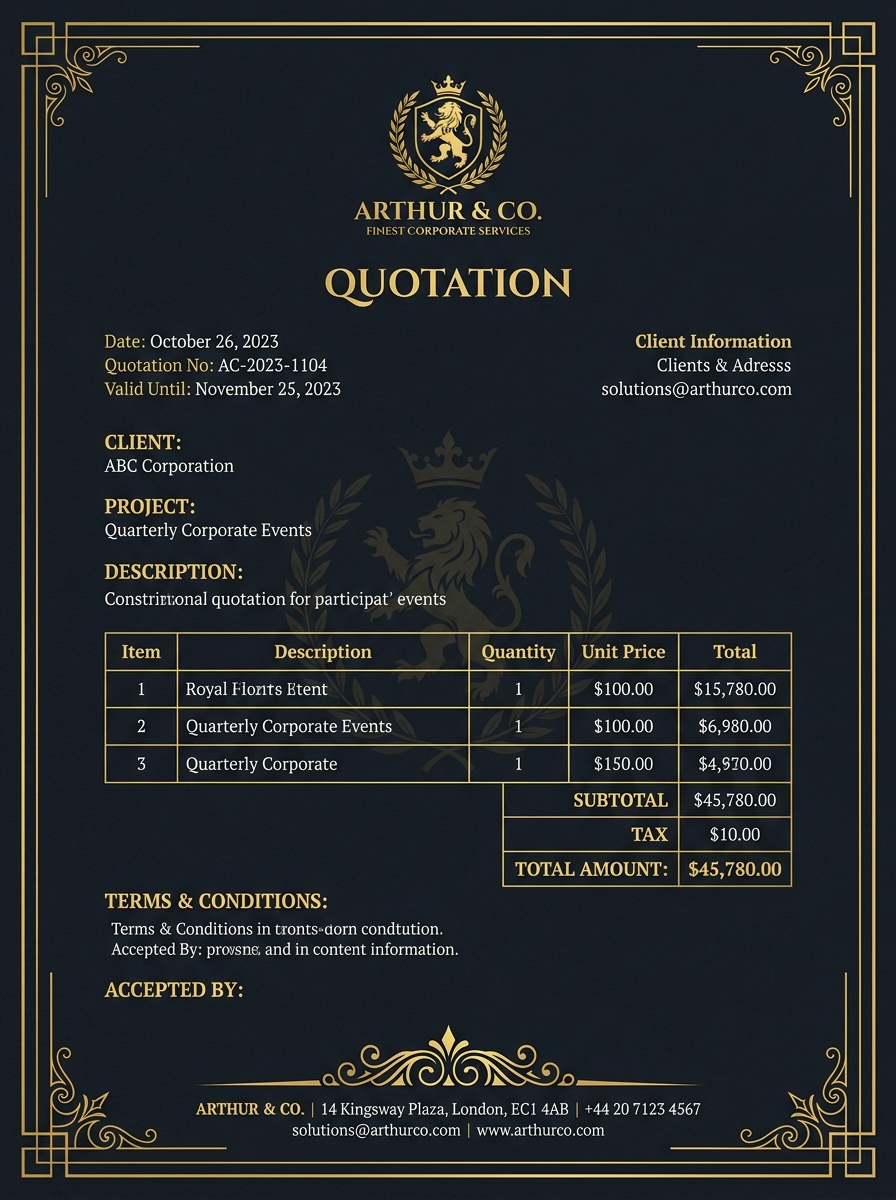 ARTHUR & CO.
FINEST CORPORATE SERVICES
QUOTATION
Date: October 26, 2023
Quotation No: AC-2023-1104
Valid Until: November 25, 2023
Client Information
Clients & Adresss
solutions@arthurco.com
CLIENT:
ABC Corporation
PROJECT:
Quarterly Corporate Events
DESCRIPTION:
quotation for participat’ events
Item Description Quantity Unit Price Total
1 Royal 1 $100.00 $15,780.00
2 Quarterly Corporate Events 1 $100.00 $6,980.00
3 Quarterly Corporate 1 $150.00 $4,970.00
SUBTOTAL $45,780.00
TAX $10.00
TOTAL AMOUNT: $45,780.00
TERMS & CONDITIONS:
Terms & Conditions in condtution.
Accepted By: and in content information.
ACCEPTED BY:
ARTHUR & CO. | 14 Kingsway Plaza, London, EC1 4AB | +44 20 7123 4567
solutions@arthurco.com | www.arthurco.com